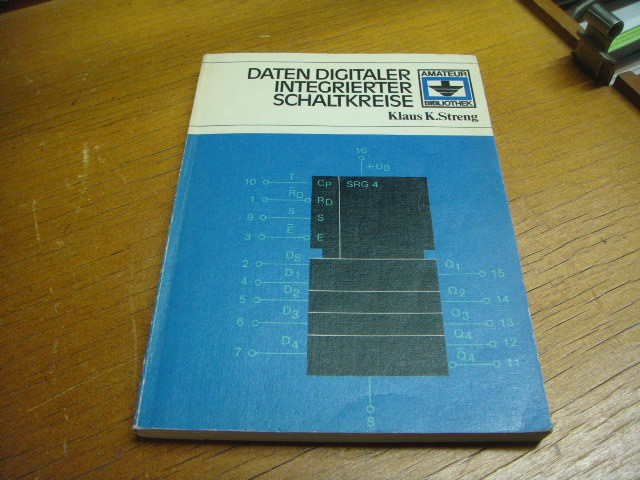 DATEN DIGITALER
INTEGRIERTER
SCHALTKREISE
AMATEUR
BIBLIOTHEK
Klaus K.Streng
16
+UB
10 T CP SRG 4
1 RD RD
9 S S
3 E E
2 DS Q1 15
4 D1
5 D2 Q2 14
6 D3 Q3 13
7 D4 Q4 12
Q4 11
8